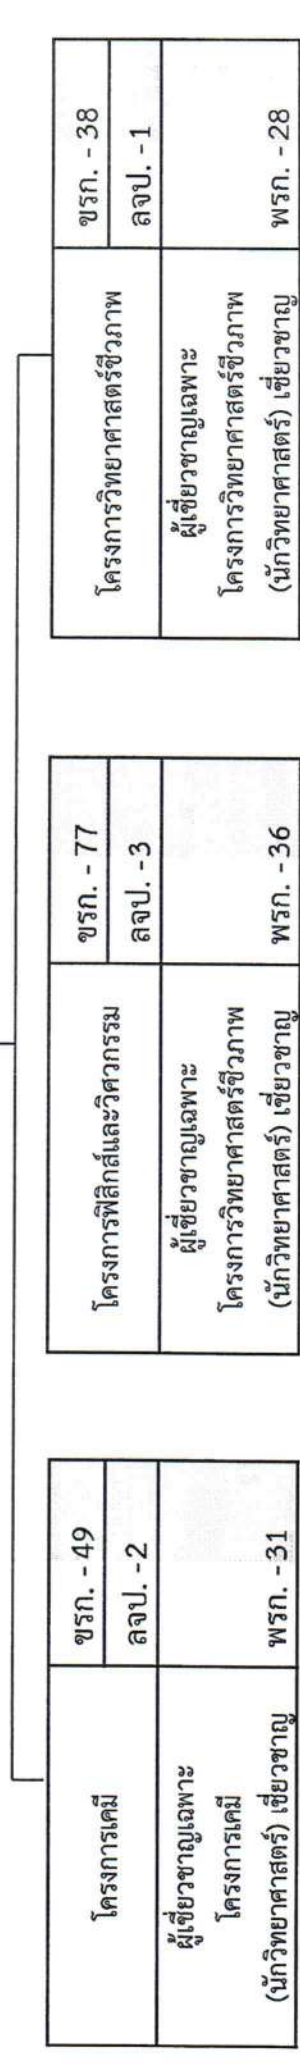 โครงการเคมี
ขรก. - 49
ลจป. - 2
ผู้เชี่ยวชาญเฉพาะ
โครงการเคมี
(นักวิทยาศาสตร์) เชี่ยวชาญ
พรก. - 31
โครงการฟิสิกส์และวิศวกรรม
ขรก. - 77
ลจป. - 3
ผู้เชี่ยวชาญเฉพาะ
โครงการวิทยาศาสตร์ชีวภาพ
(นักวิทยาศาสตร์) เชี่ยวชาญ
พรก. - 36
โครงการวิทยาศาสตร์ชีวภาพ
ขรก. - 38
ลจป. - 1
ผู้เชี่ยวชาญเฉพาะ
โครงการวิทยาศาสตร์ชีวภาพ
(นักวิทยาศาสตร์) เชี่ยวชาญ
พรก. - 28